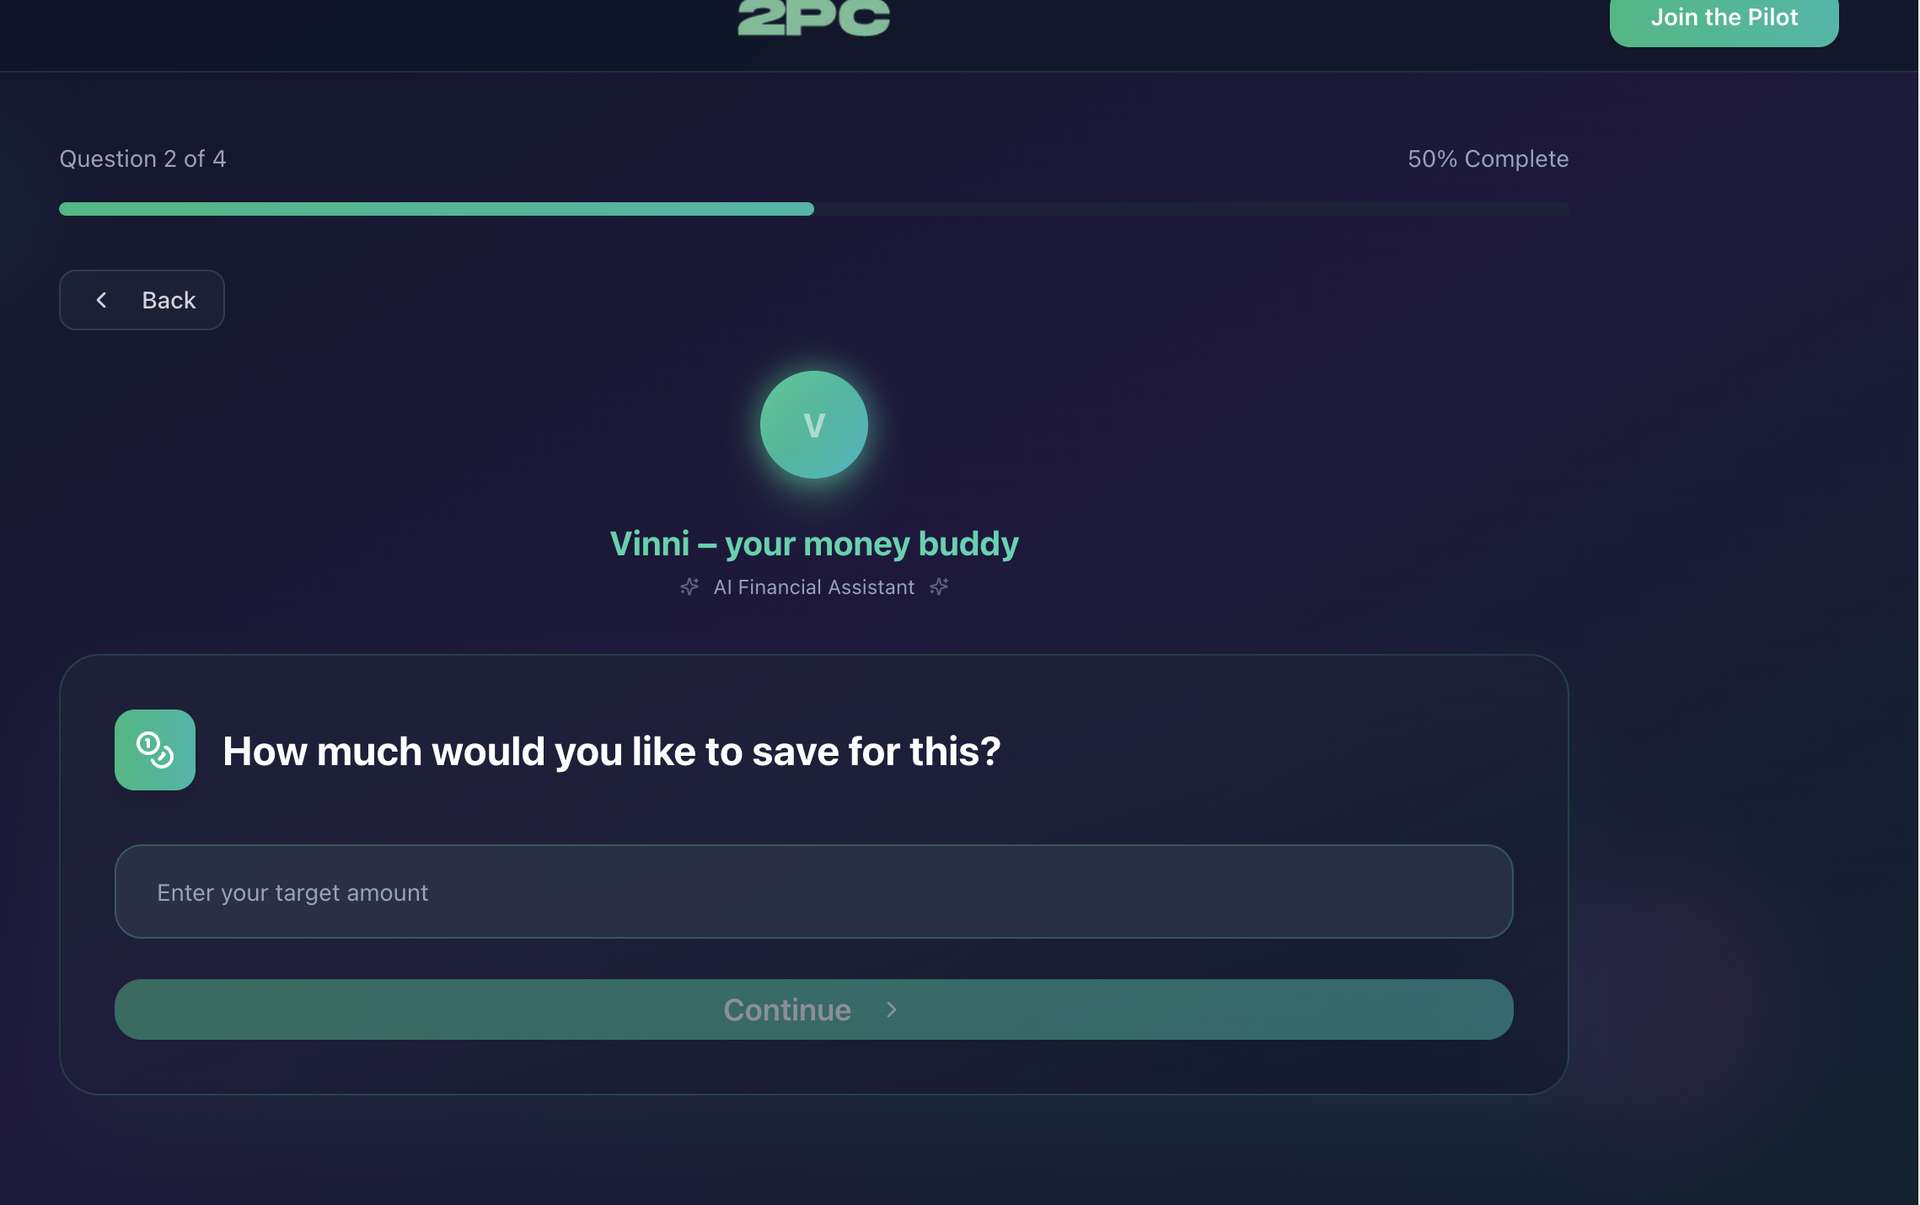 2PC
Join the Pilot
Question 2 of 4
50% Complete
Back
V
Vinni – your money buddy
AI Financial Assistant
How much would you like to save for this?
Enter your target amount
Continue